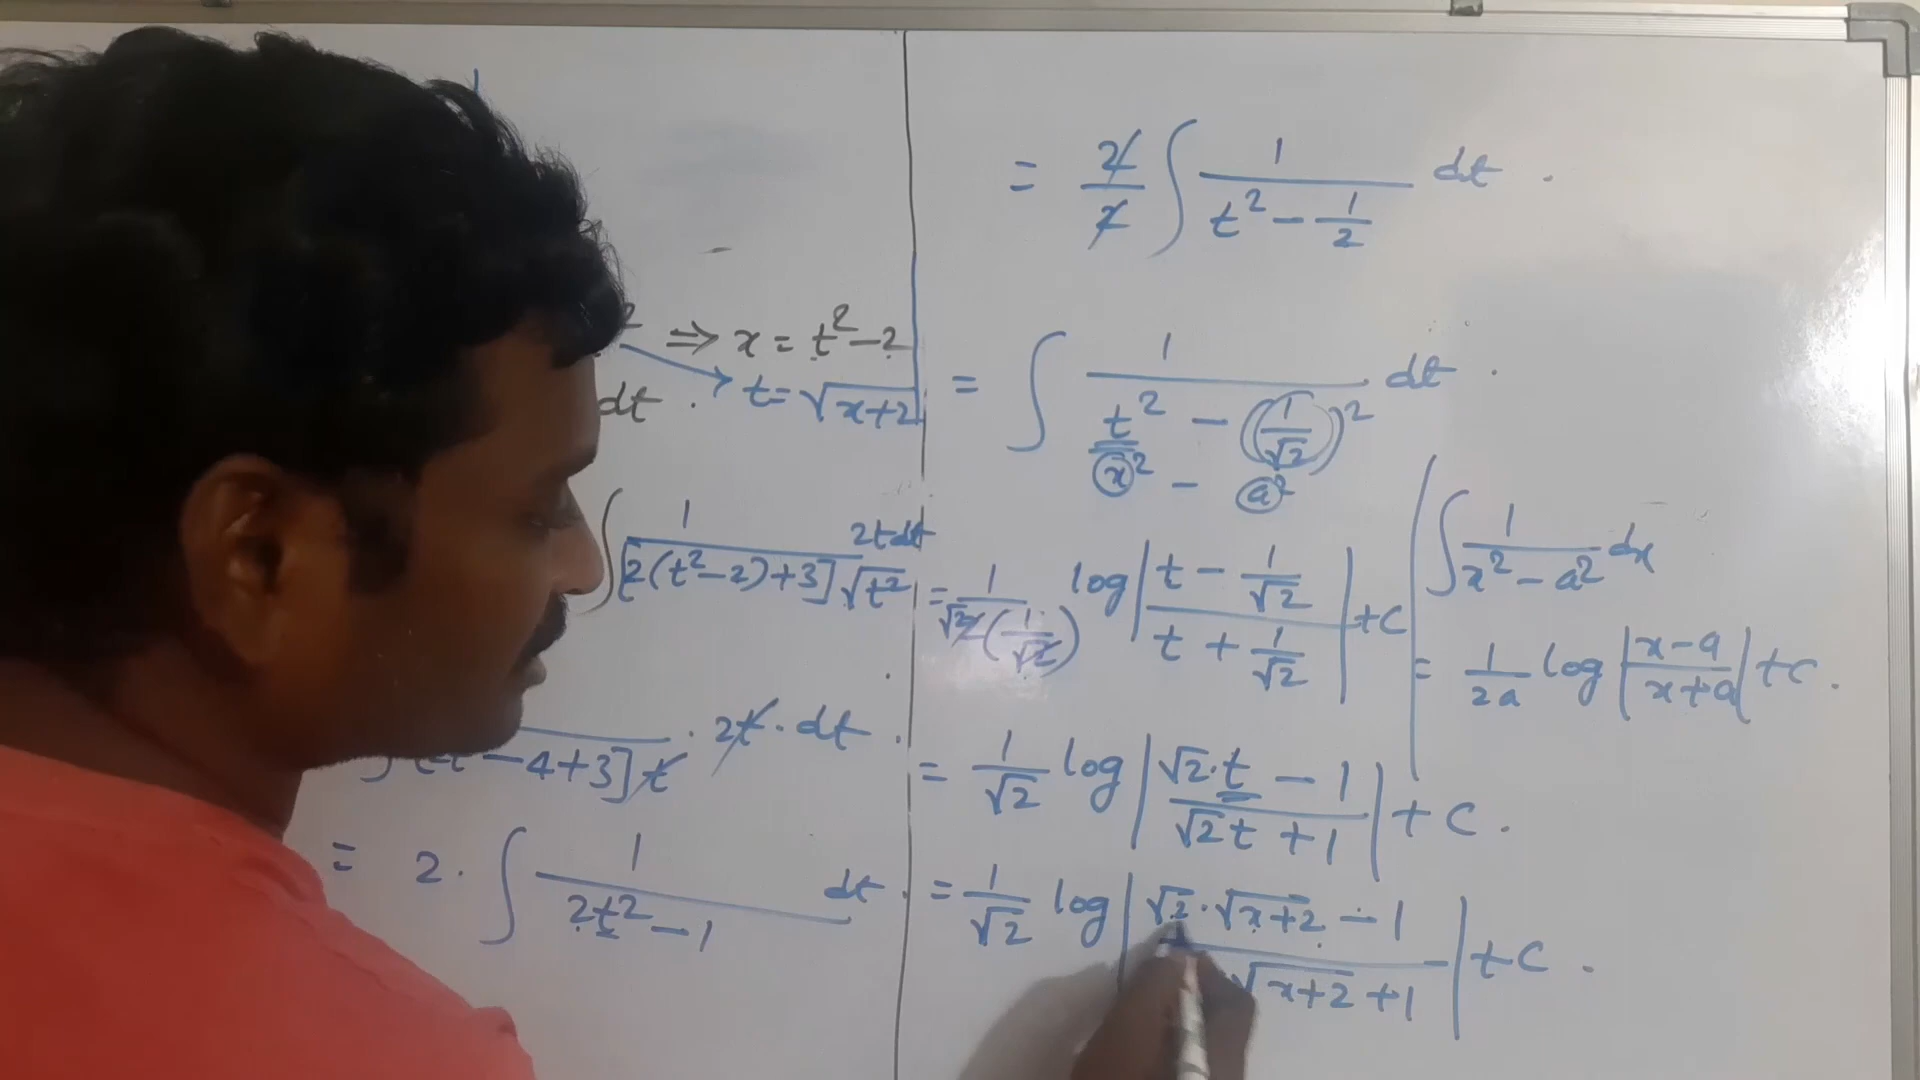 ⇒ x = t² - 2
dt . t = √x+2
∫ 1 / [2(t²-2)+3] √t² 2t dt
-4+3] t . 2t . dt .
= 2 . ∫ 1 / 2t² - 1 dt .
= 2/2 ∫ 1 / t² - 1/2 dt .
= ∫ 1 / t² - (1/√2)² dt .
x² - a²
= 1 / √2 2 (1/√2) log | t - 1/√2 / t + 1/√2 | + c
= 1/√2 log | √2 . t - 1 / √2 t + 1 | + c .
= 1/√2 log | √2 . √x+2 - 1 / √x+2 + 1 | + c .
∫ 1 / x² - a² dx
= 1/2a log | x - a / x + a | + c .